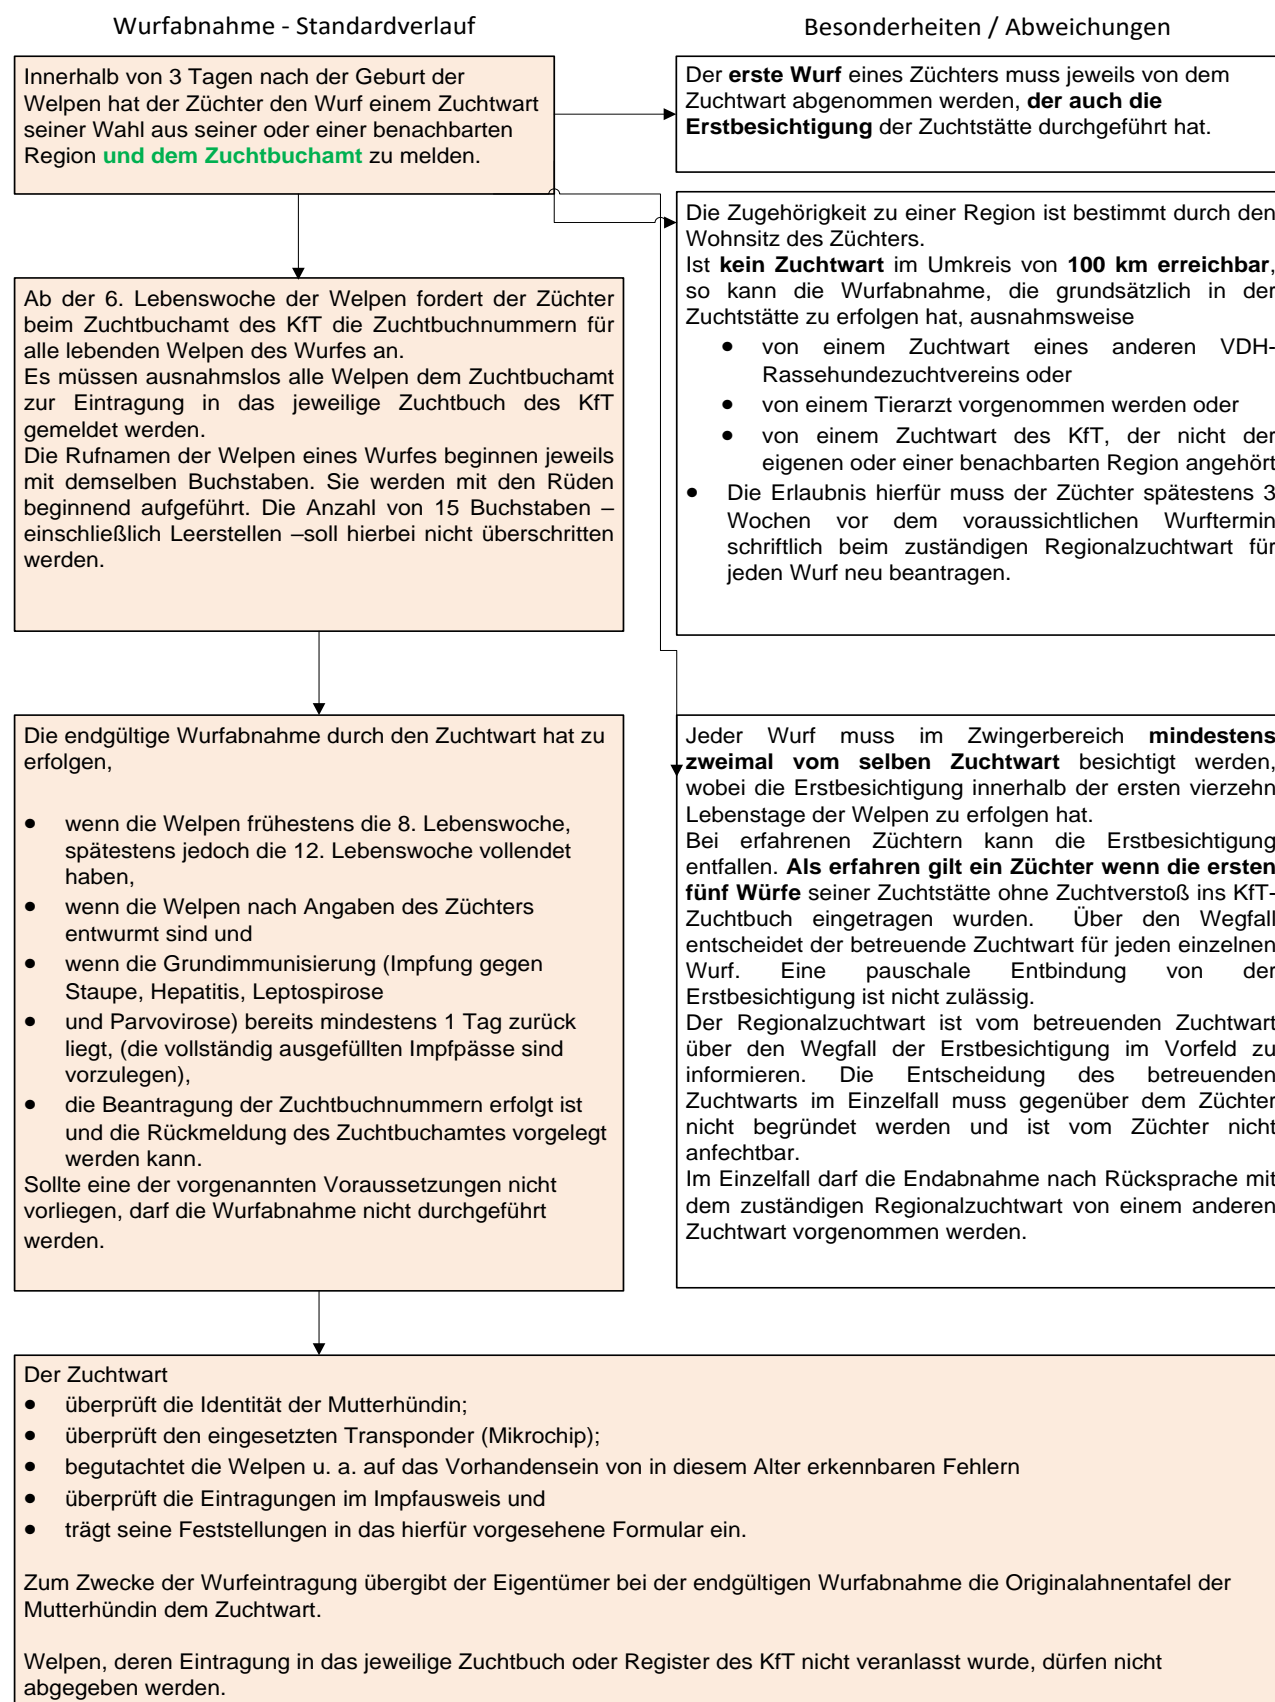 Wurfabnahme - Standardverlauf
Innerhalb von 3 Tagen nach der Geburt der
Welpen hat der Züchter den Wurf einem Zuchtwart
seiner Wahl aus seiner oder einer benachbarten
Region und dem Zuchtbuchamt zu melden.
Ab der 6. Lebenswoche der Welpen fordert der Züchter
beim Zuchtbuchamt des KfT die Zuchtbuchnummern für
alle lebenden Welpen des Wurfes an.
Es müssen ausnahmslos alle Welpen dem Zuchtbuchamt
zur Eintragung in das jeweilige Zuchtbuch des KfT
gemeldet werden.
Die Rufnamen der Welpen eines Wurfes beginnen jeweils
mit demselben Buchstaben. Sie werden mit den Rüden
beginnend aufgeführt. Die Anzahl von 15 Buchstaben –
einschließlich Leerstellen –soll hierbei nicht überschritten
werden.
Die endgültige Wurfabnahme durch den Zuchtwart hat zu
erfolgen,
● wenn die Welpen frühestens die 8. Lebenswoche,
spätestens jedoch die 12. Lebenswoche vollendet
haben,
● wenn die Welpen nach Angaben des Züchters
entwurmt sind und
● wenn die Grundimmunisierung (Impfung gegen
Staupe, Hepatitis, Leptospirose
● und Parvovirose) bereits mindestens 1 Tag zurück
liegt, (die vollständig ausgefüllten Impfpässe sind
vorzulegen),
● die Beantragung der Zuchtbuchnummern erfolgt ist
und die Rückmeldung des Zuchtbuchamtes vorgelegt
werden kann.
Sollte eine der vorgenannten Voraussetzungen nicht
vorliegen, darf die Wurfabnahme nicht durchgeführt
werden.
Besonderheiten / Abweichungen
Der erste Wurf eines Züchters muss jeweils von dem
Zuchtwart abgenommen werden, der auch die
Erstbesichtigung der Zuchtstätte durchgeführt hat.
Die Zugehörigkeit zu einer Region ist bestimmt durch den
Wohnsitz des Züchters.
Ist kein Zuchtwart im Umkreis von 100 km erreichbar,
so kann die Wurfabnahme, die grundsätzlich in der
Zuchtstätte zu erfolgen hat, ausnahmsweise
● von einem Zuchtwart eines anderen VDH-
Rassehundezuchtvereins oder
● von einem Tierarzt vorgenommen werden oder
● von einem Zuchtwart des KfT, der nicht der
eigenen oder einer benachbarten Region angehört
● Die Erlaubnis hierfür muss der Züchter spätestens 3
Wochen vor dem voraussichtlichen Wurftermin
schriftlich beim zuständigen Regionalzuchtwart für
jeden Wurf neu beantragen.
Jeder Wurf muss im Zwingerbereich mindestens
zweimal vom selben Zuchtwart besichtigt werden,
wobei die Erstbesichtigung innerhalb der ersten vierzehn
Lebenstage der Welpen zu erfolgen hat.
Bei erfahrenen Züchtern kann die Erstbesichtigung
entfallen. Als erfahren gilt ein Züchter wenn die ersten
fünf Würfe seiner Zuchtstätte ohne Zuchtverstoß ins KfT-
Zuchtbuch eingetragen wurden. Über den Wegfall
entscheidet der betreuende Zuchtwart für jeden einzelnen
Wurf. Eine pauschale Entbindung von der
Erstbesichtigung ist nicht zulässig.
Der Regionalzuchtwart ist vom betreuenden Zuchtwart
über den Wegfall der Erstbesichtigung im Vorfeld zu
informieren. Die Entscheidung des betreuenden
Zuchtwarts im Einzelfall muss gegenüber dem Züchter
nicht begründet werden und ist vom Züchter nicht
anfechtbar.
Im Einzelfall darf die Endabnahme nach Rücksprache mit
dem zuständigen Regionalzuchtwart von einem anderen
Zuchtwart vorgenommen werden.
Der Zuchtwart
● überprüft die Identität der Mutterhündin;
● überprüft den eingesetzten Transponder (Mikrochip);
● begutachtet die Welpen u. a. auf das Vorhandensein von in diesem Alter erkennbaren Fehlern
● überprüft die Eintragungen im Impfausweis und
● trägt seine Feststellungen in das hierfür vorgesehene Formular ein.
Zum Zwecke der Wurfeintragung übergibt der Eigentümer bei der endgültigen Wurfabnahme die Originalahnentafel der
Mutterhündin dem Zuchtwart.
Welpen, deren Eintragung in das jeweilige Zuchtbuch oder Register des KfT nicht veranlasst wurde, dürfen nicht
abgegeben werden.